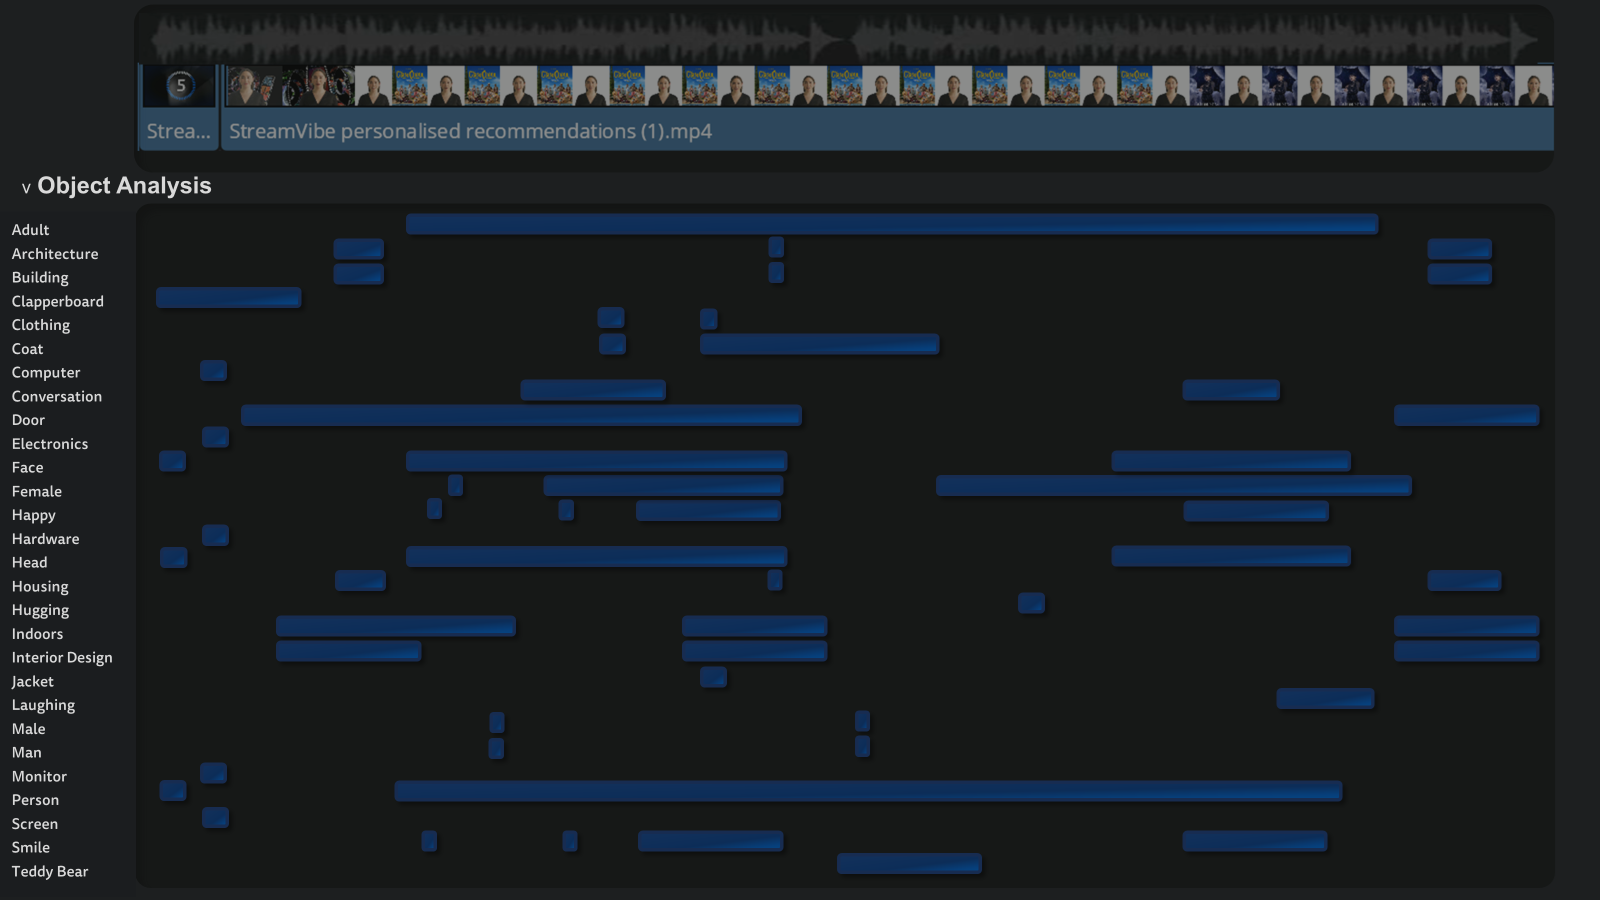 5
Strea...
StreamVibe personalised recommendations (1).mp4
v Object Analysis
Adult
Architecture
Building
Clapperboard
Clothing
Coat
Computer
Conversation
Door
Electronics
Face
Female
Happy
Hardware
Head
Housing
Hugging
Indoors
Interior Design
Jacket
Laughing
Male
Man
Monitor
Person
Screen
Smile
Teddy Bear